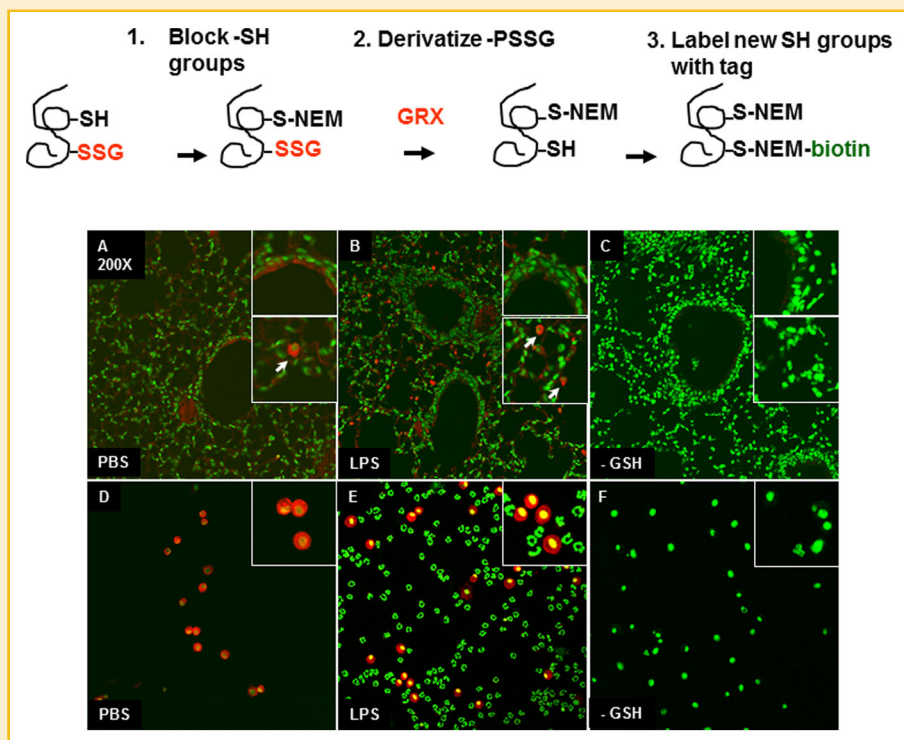 1. Block -SH groups
2. Derivatize -PSSG
3. Label new SH groups with tag
SH
SSG
S-NEM
SSG
GRX
S-NEM
SH
S-NEM
S-NEM-biotin
A
200X
PBS
B
LPS
C
- GSH
D
PBS
E
LPS
F
- GSH